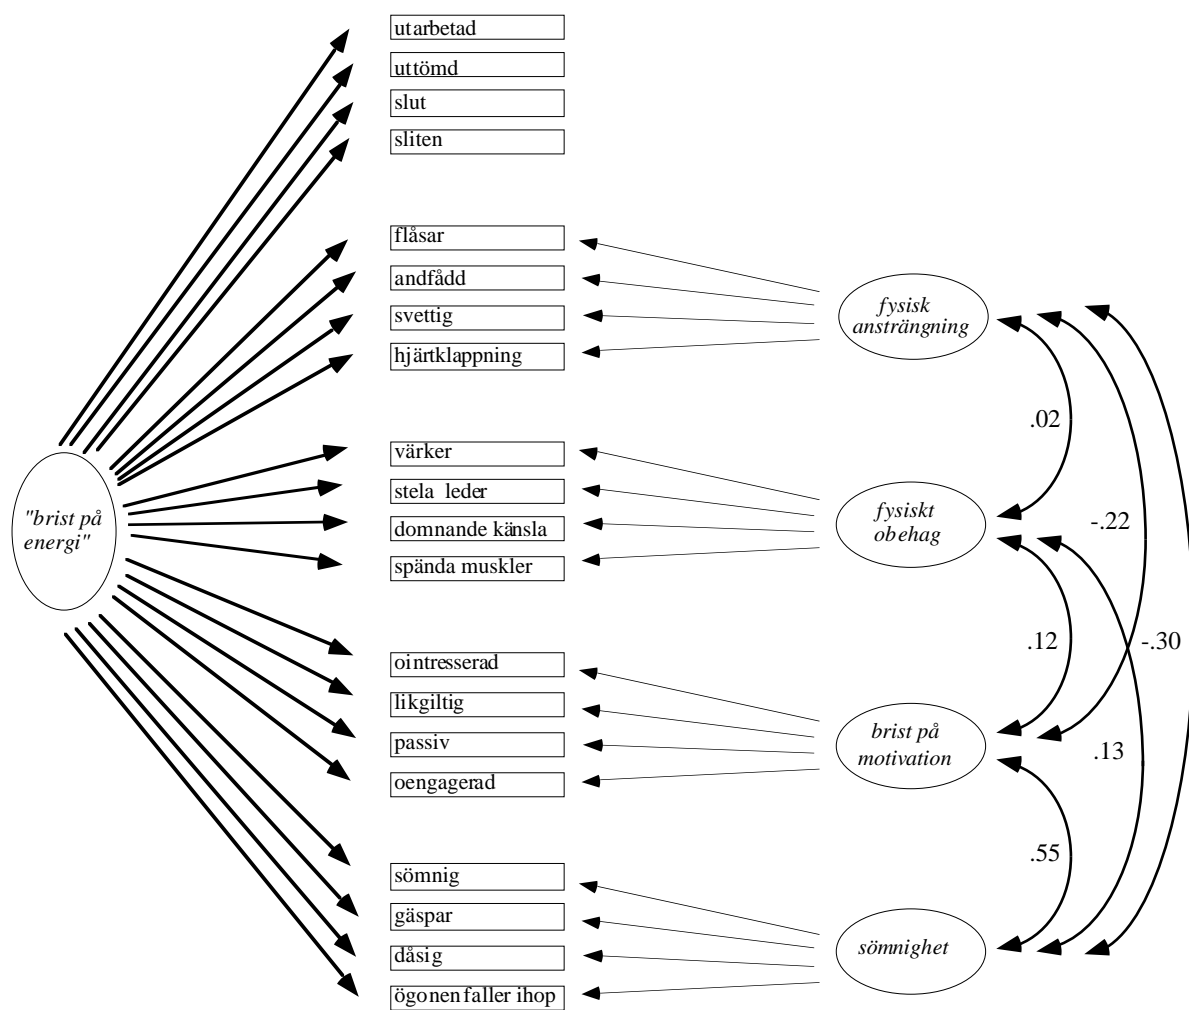 utarbetad
uttömd
slut
sliten
flåsar
andfådd
svettig
hjärtklappning
fysisk
ansträngning
.02
värker
stela leder
domnande känsla
spända muskler
"brist på
energi"
fysiskt
obehag
-.22
.12
-.30
ointresserad
likgiltig
passiv
oengagerad
brist på
motivation
.13
.55
sömnig
gäspar
dåsig
ögonen faller ihop
sömnighet